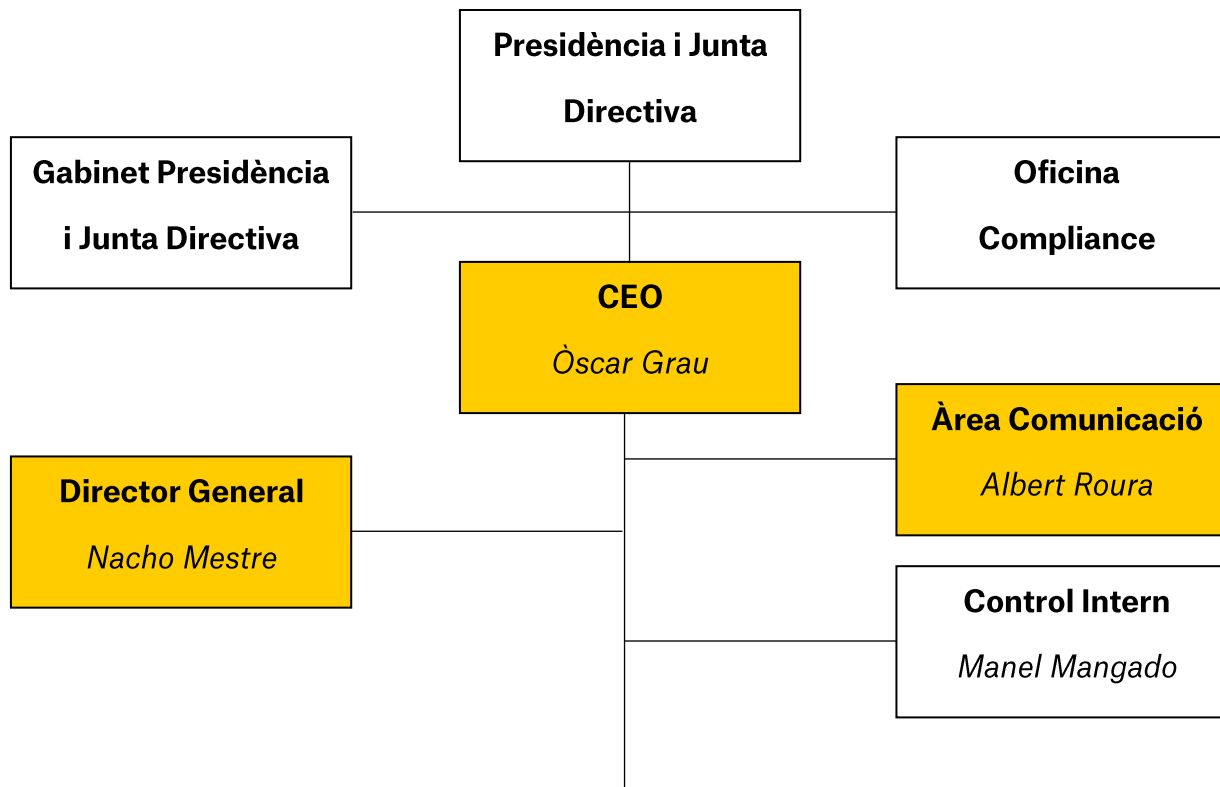 Presidència i Junta
Directiva
Gabinet Presidència
i Junta Directiva
Oficina
Compliance
CEO
Òscar Grau
Àrea Comunicació
Albert Roura
Director General
Nacho Mestre
Control Intern
Manel Mangado